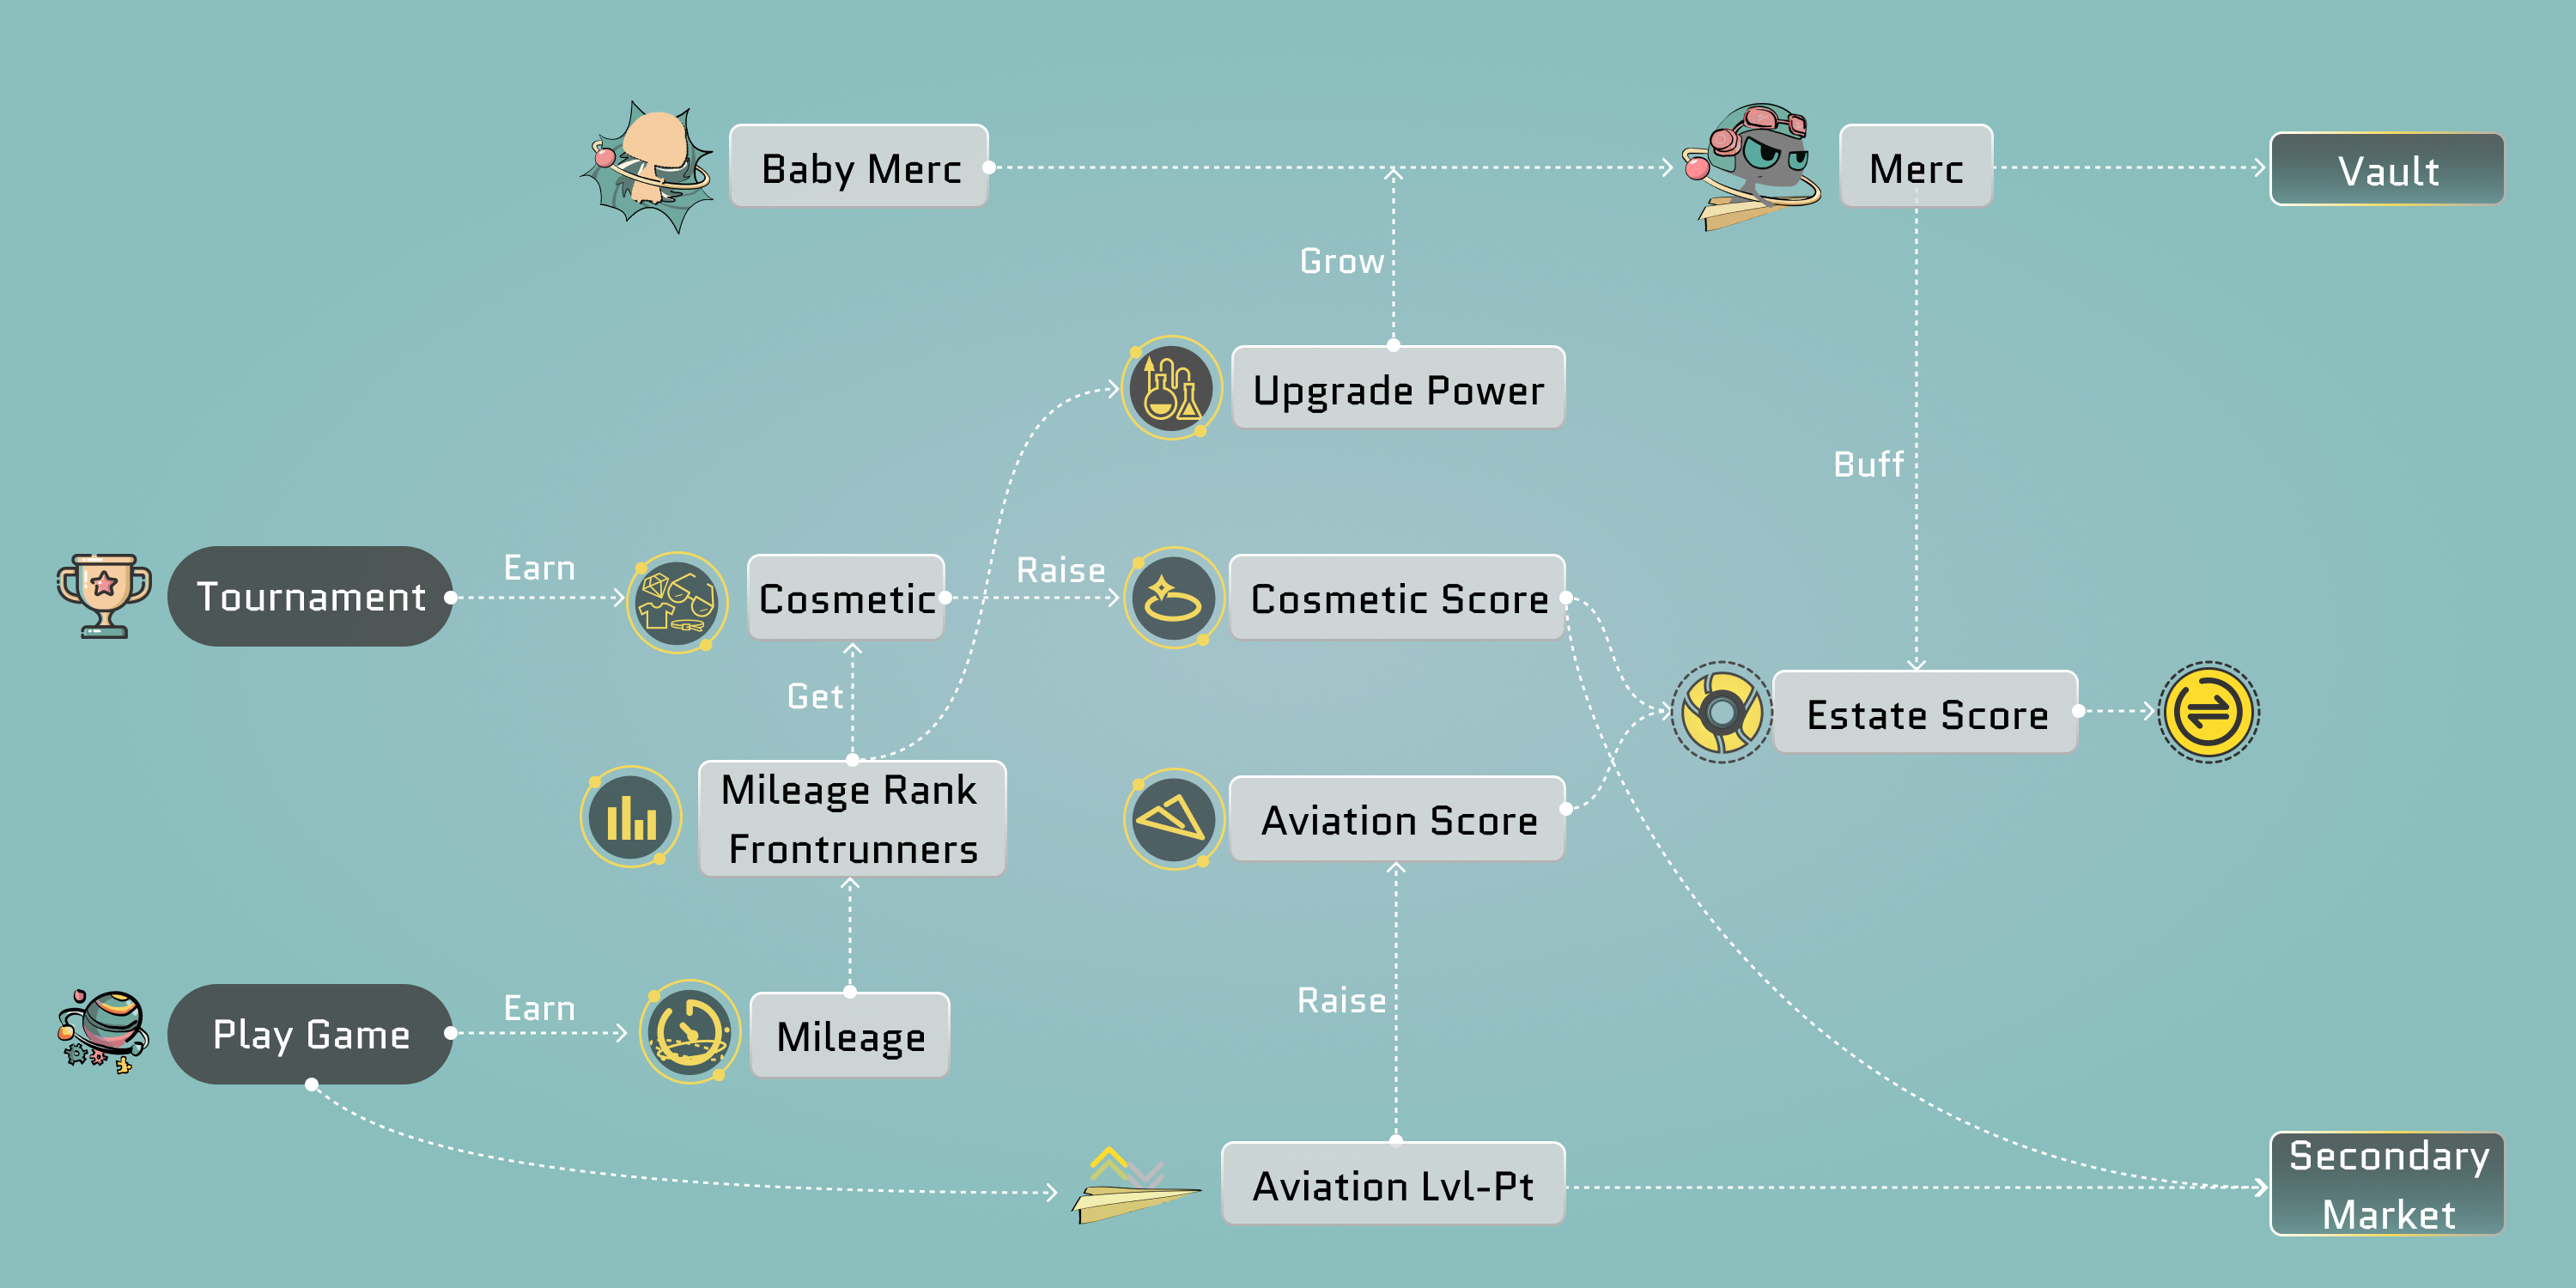 Baby Merc
Merc
Vault
Grow
Upgrade Power
Buff
Tournament
Earn
Cosmetic
Raise
Cosmetic Score
Get
Estate Score
Mileage Rank
Frontrunners
Aviation Score
Play Game
Earn
Mileage
Raise
Aviation Lvl-Pt
Secondary
Market